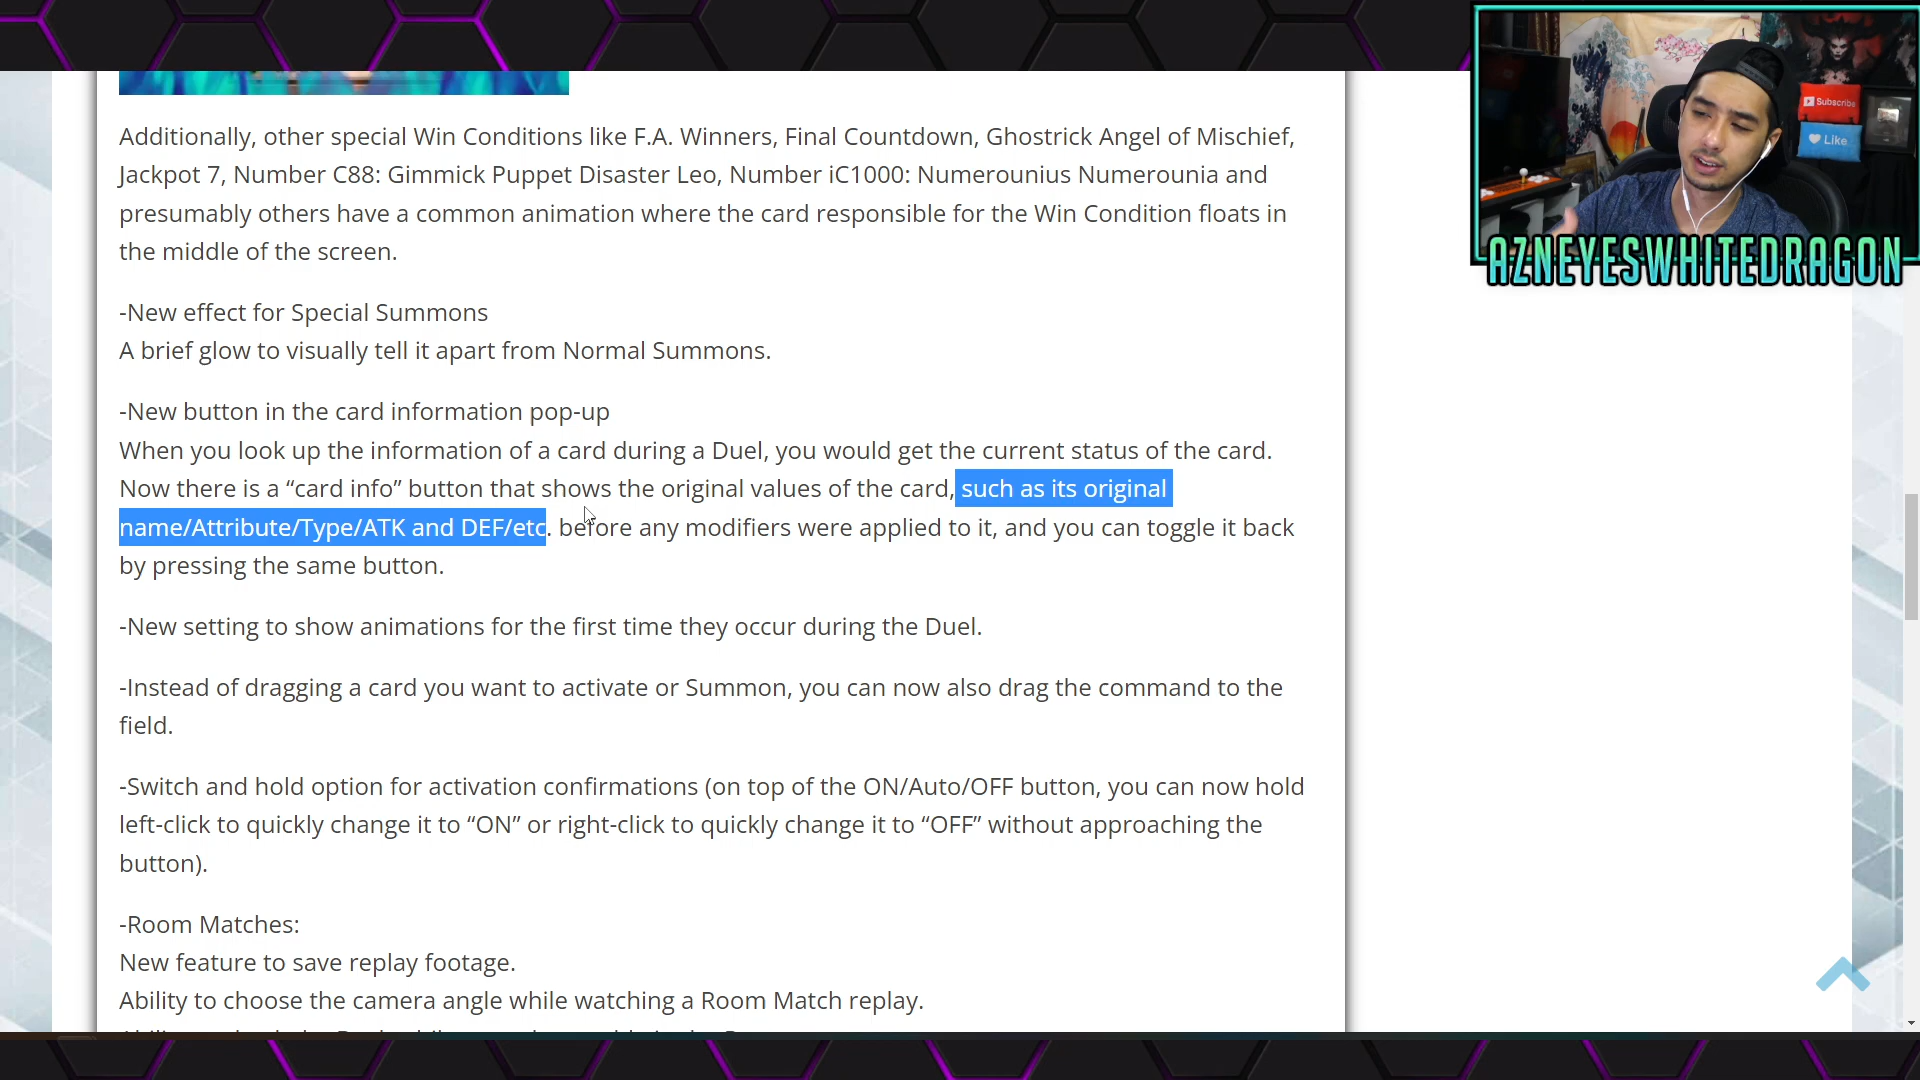 Additionally, other special Win Conditions like F.A. Winners, Final Countdown, Ghostrick Angel of Mischief,
Jackpot 7, Number C88: Gimmick Puppet Disaster Leo, Number iC1000: Numerounius Numerounia and
presumably others have a common animation where the card responsible for the Win Condition floats in
the middle of the screen.
-New effect for Special Summons
A brief glow to visually tell it apart from Normal Summons.
-New button in the card information pop-up
When you look up the information of a card during a Duel, you would get the current status of the card.
Now there is a “card info” button that shows the original values of the card, such as its original
name/Attribute/Type/ATK and DEF/etc. before any modifiers were applied to it, and you can toggle it back
by pressing the same button.
-New setting to show animations for the first time they occur during the Duel.
-Instead of dragging a card you want to activate or Summon, you can now also drag the command to the
field.
-Switch and hold option for activation confirmations (on top of the ON/Auto/OFF button, you can now hold
left-click to quickly change it to “ON” or right-click to quickly change it to “OFF” without approaching the
button).
-Room Matches:
New feature to save replay footage.
Ability to choose the camera angle while watching a Room Match replay.
Subscribe
Like
AZNEYESWHITEDRAGON